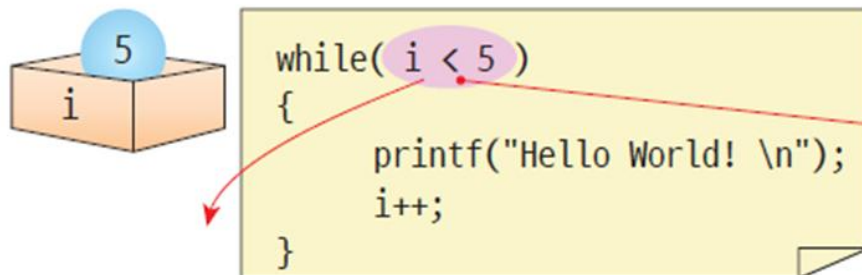 5
i
while( i < 5 )
{
printf("Hello World! \n");
i++;
}